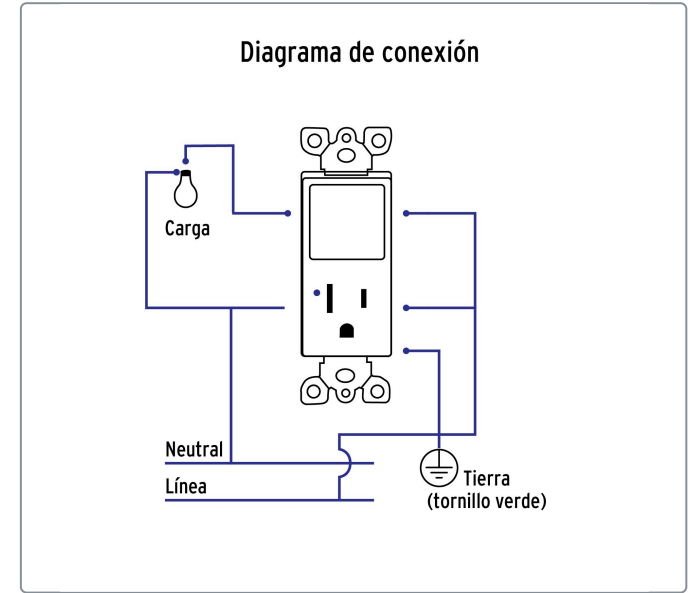 Diagrama de conexión
Carga
Neutral
Línea
Tierra
(tornillo verde)